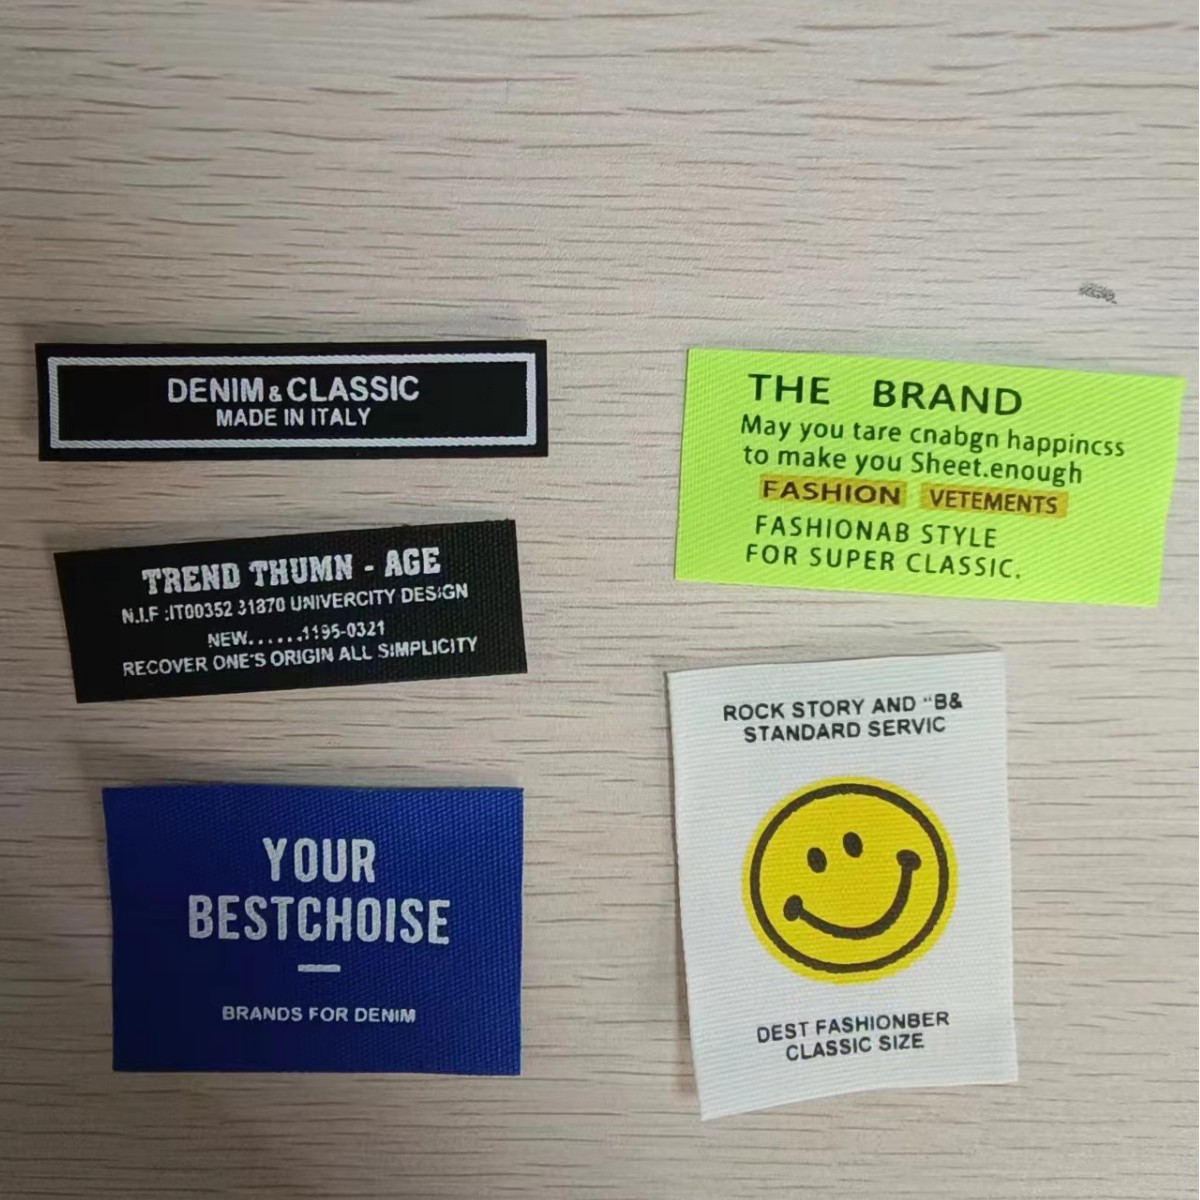 DENIM & CLASSIC
MADE IN ITALY
TREND THUMN - AGE
N.I.F :IT00352 31870 UNIVERCITY DESIGN
NEW......1195-0321
RECOVER ONE'S ORIGIN ALL SIMPLICITY
YOUR
BESTCHOISE
BRANDS FOR DENIM
THE BRAND
May you tare cnabgn happincss
to make you Sheet.enough
FASHION VETEMENTS
FASHIONAB STYLE
FOR SUPER CLASSIC.
ROCK STORY AND “B&
STANDARD SERVIC
DEST FASHIONBER
CLASSIC SIZE